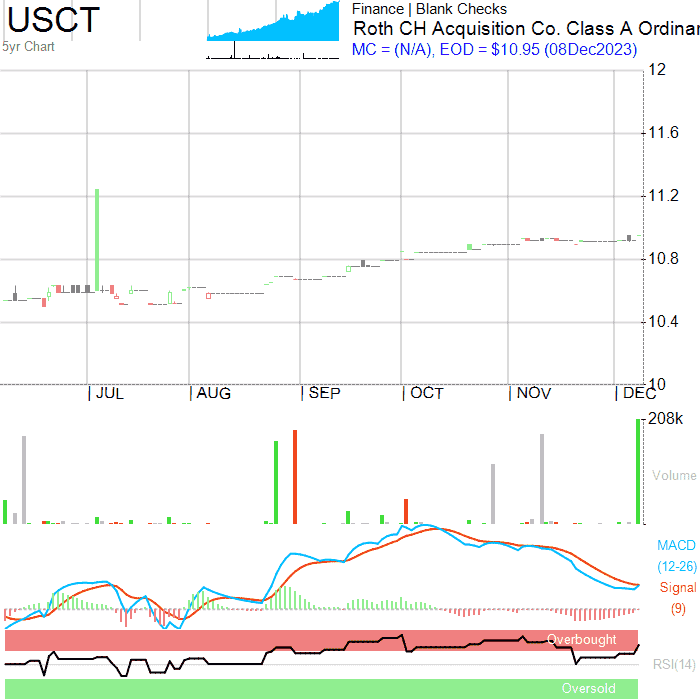 USCT
5yr Chart
Finance | Blank Checks
Roth CH Acquisition Co. Class A Ordinar
MC = (N/A), EOD = $10.95 (08Dec2023)
12
11.6
11.2
10.8
10.4
10
JUL
AUG
SEP
OCT
NOV
DEC
208k
Volume
MACD
(12-26)
Signal
(9)
Overbought
RSI(14)
Oversold